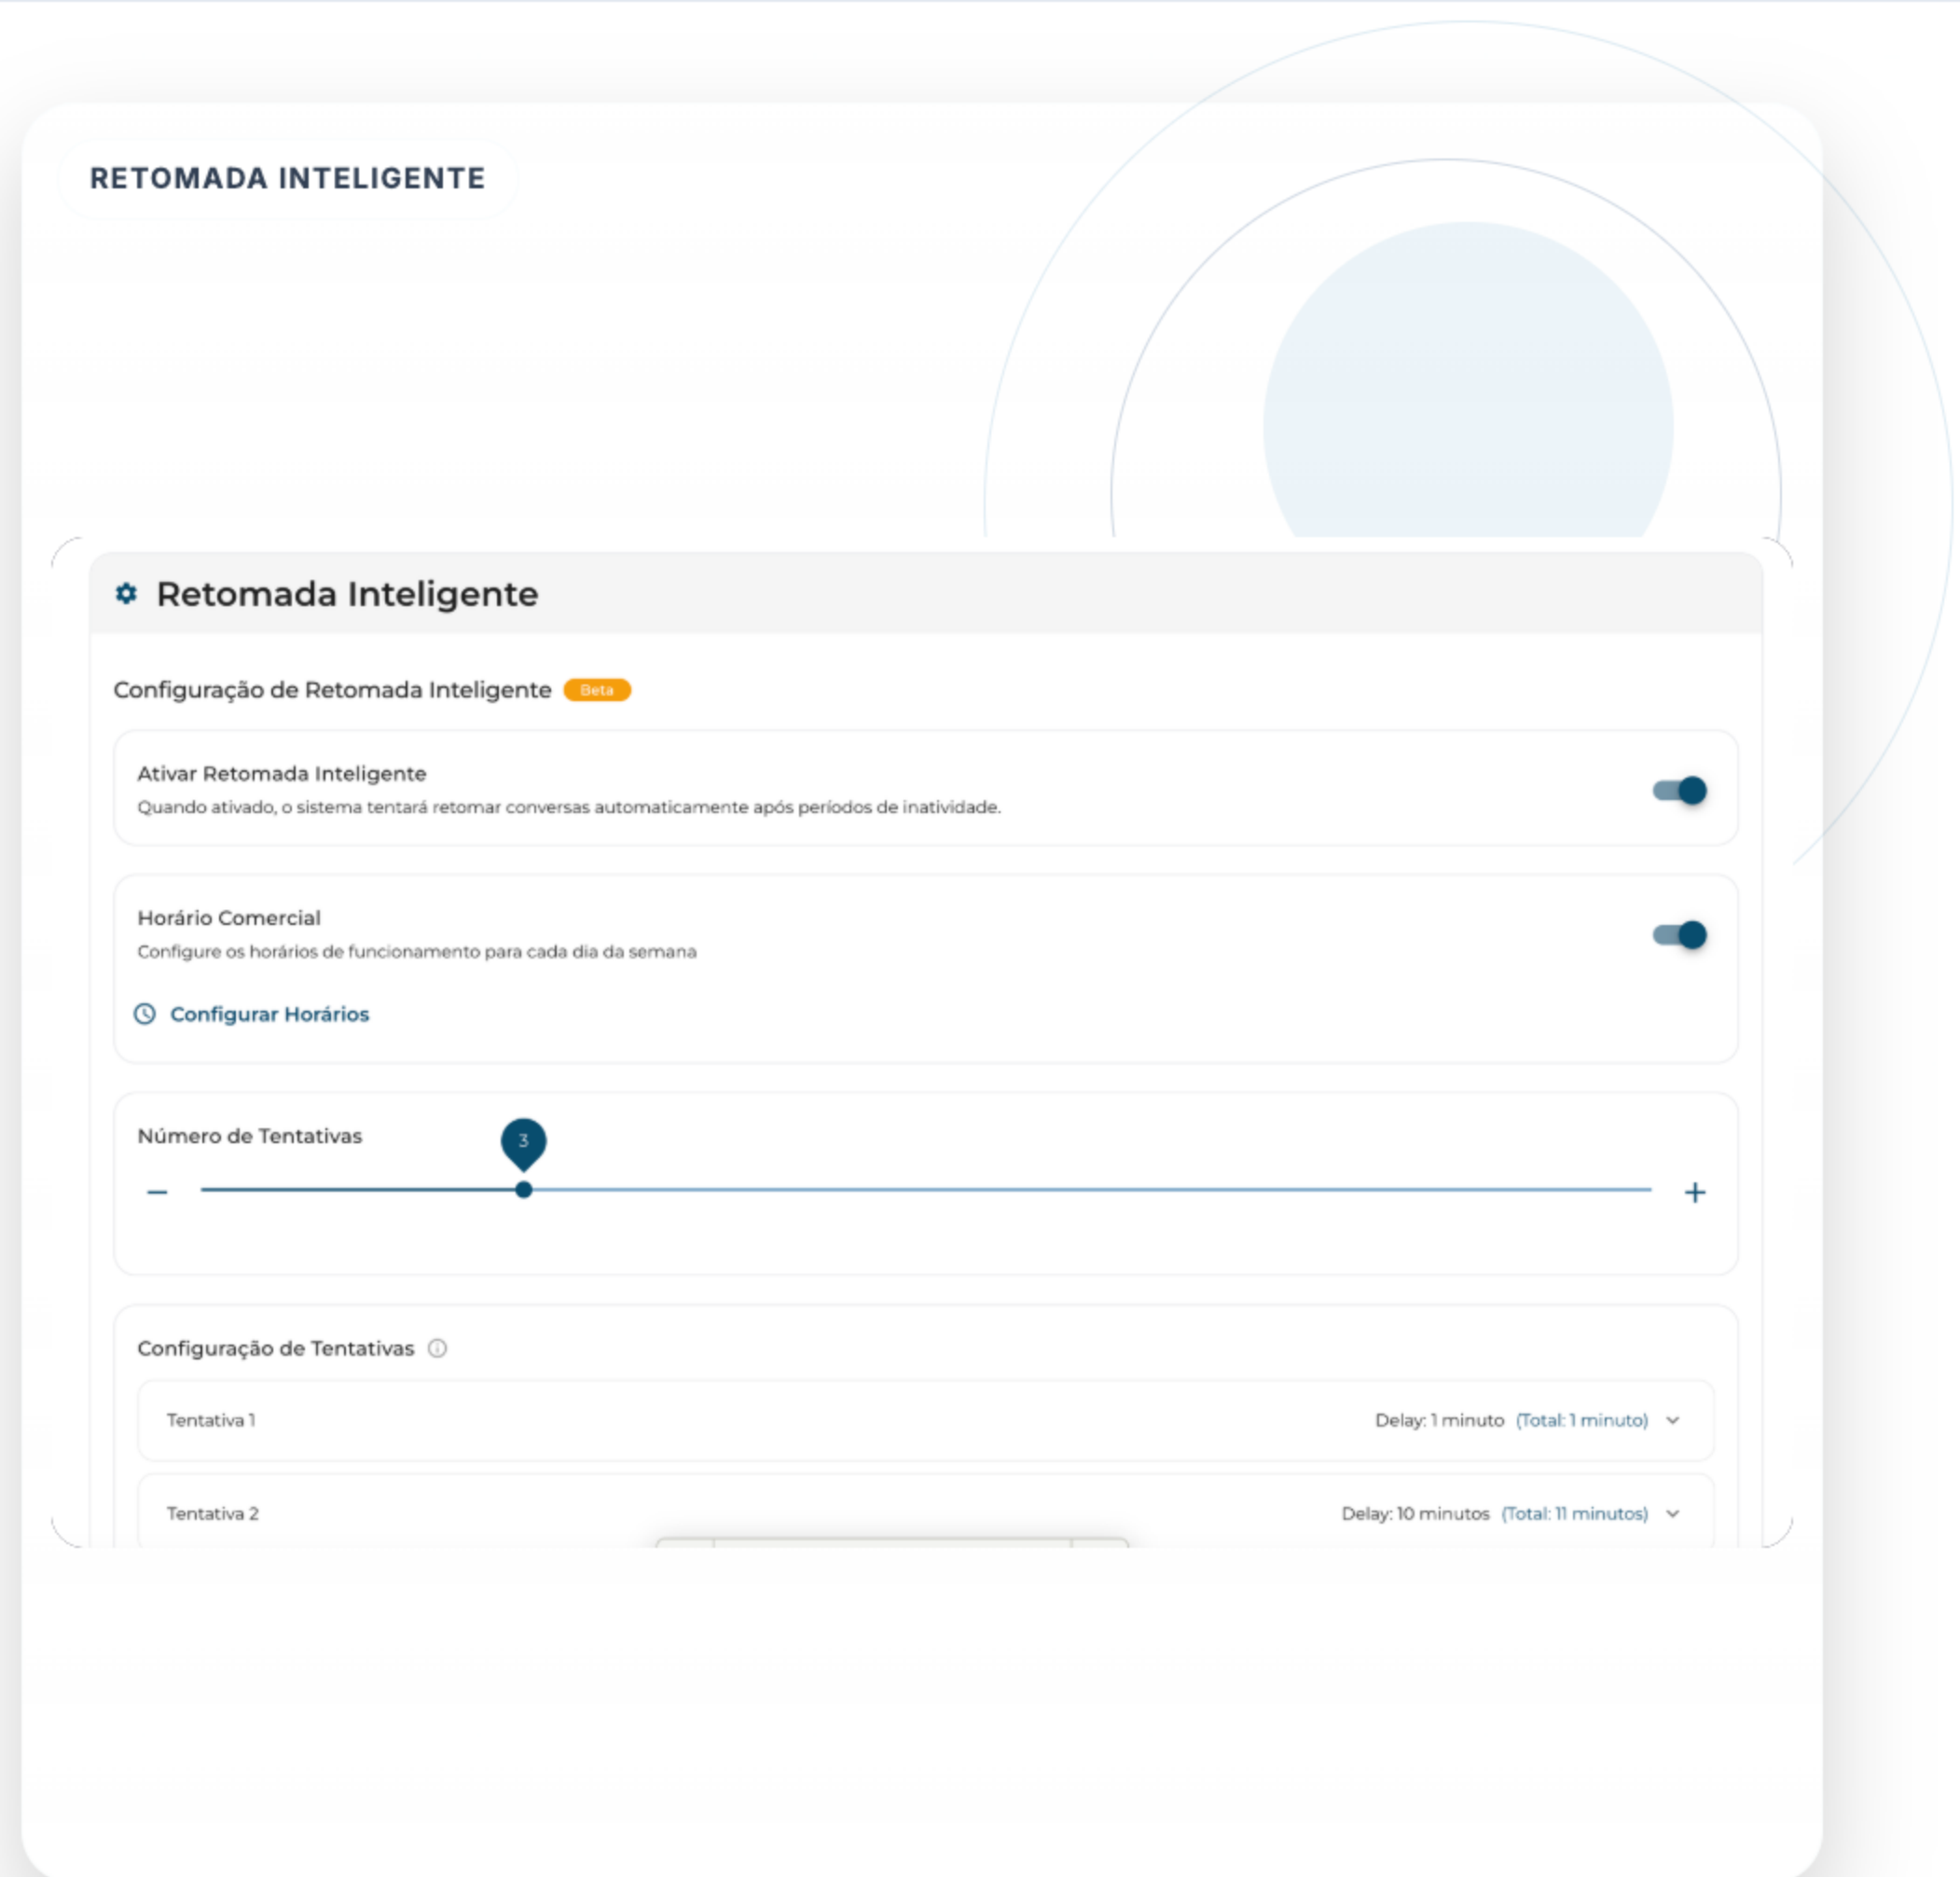 RETOMADA INTELIGENTE
Retomada Inteligente
Configuração de Retomada Inteligente Beta
Ativar Retomada Inteligente
Quando ativado, o sistema tentará retomar conversas automaticamente após períodos de inatividade.
Horário Comercial
Configure os horários de funcionamento para cada dia da semana
Configurar Horários
Número de Tentativas
3
Configuração de Tentativas
Tentativa 1 Delay: 1 minuto (Total: 1 minuto)
Tentativa 2 Delay: 10 minutos (Total: 11 minutos)